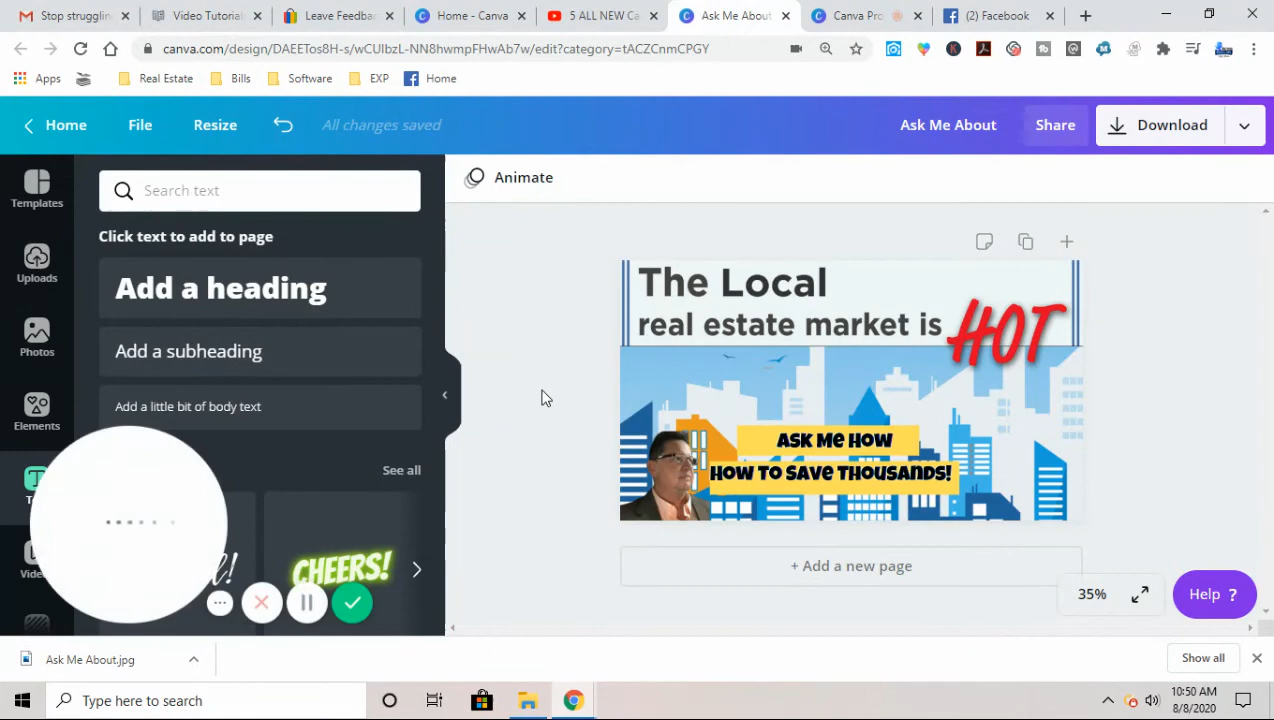 Stop strugglin
Video Tutorial
Leave Feedba
Home - Canva
5 ALL NEW Ca
Ask Me About
Canva Pro
(2) Facebook
canva.com/design/DAEETos8H-s/wCUIbzL-NN8hwmpFHwAb7w/edit?category=tACZCnmCPGY
Apps
Real Estate
Bills
Software
EXP
Home
Home
File
Resize
All changes saved
Ask Me About
Share
Download
Templates
Uploads
Photos
Elements
Search text
Click text to add to page
Add a heading
Add a subheading
Add a little bit of body text
See all
CHEERS!
Animate
The Local
real estate market is HOT
Ask Me How
How to Save Thousands!
+ Add a new page
35%
Help ?
Ask Me About.jpg
Show all
Type here to search
10:50 AM
8/8/2020